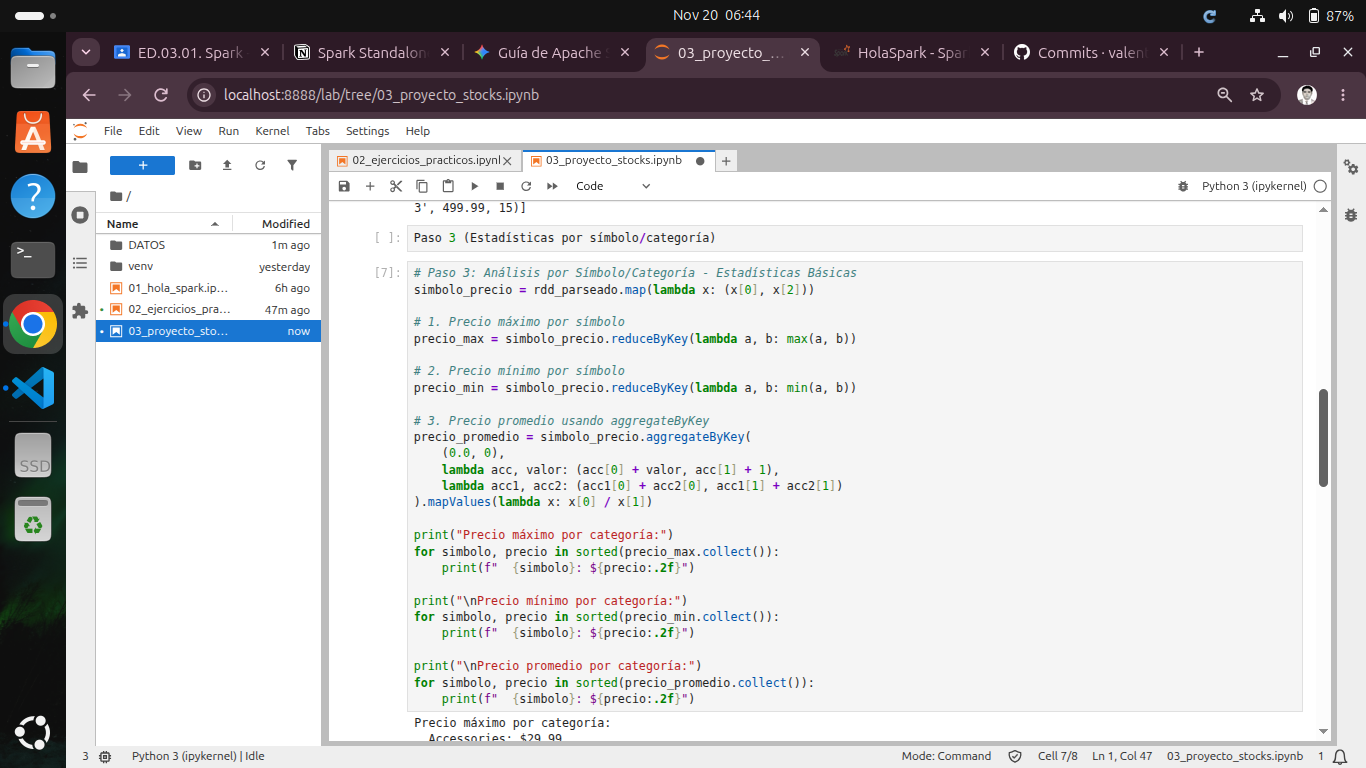 Nov 20 06:44
87%
ED.03.01. Spark
Spark Standalon
Guía de Apache S
03_proyecto_...
HolaSpark - Spar
Commits · valent
localhost:8888/lab/tree/03_proyecto_stocks.ipynb
File Edit View Run Kernel Tabs Settings Help
02_ejercicios_practicos.ipynl
03_proyecto_stocks.ipynb
Code
Python 3 (ipykernel)
/
Name Modified
DATOS 1m ago
venv yesterday
01_hola_spark.ip... 6h ago
02_ejercicios_pra... 47m ago
03_proyecto_sto... now
3', 499.99, 15)]
[ ]: Paso 3 (Estadísticas por símbolo/categoría)
[7]: # Paso 3: Análisis por Símbolo/Categoría - Estadísticas Básicas
simbolo_precio = rdd_parseado.map(lambda x: (x[0], x[2]))
# 1. Precio máximo por símbolo
precio_max = simbolo_precio.reduceByKey(lambda a, b: max(a, b))
# 2. Precio mínimo por símbolo
precio_min = simbolo_precio.reduceByKey(lambda a, b: min(a, b))
# 3. Precio promedio usando aggregateByKey
precio_promedio = simbolo_precio.aggregateByKey(
    (0.0, 0),
    lambda acc, valor: (acc[0] + valor, acc[1] + 1),
    lambda acc1, acc2: (acc1[0] + acc2[0], acc1[1] + acc2[1])
).mapValues(lambda x: x[0] / x[1])
print("Precio máximo por categoría:")
for simbolo, precio in sorted(precio_max.collect()):
    print(f"  {simbolo}: ${precio:.2f}")
print("\nPrecio mínimo por categoría:")
for simbolo, precio in sorted(precio_min.collect()):
    print(f"  {simbolo}: ${precio:.2f}")
print("\nPrecio promedio por categoría:")
for simbolo, precio in sorted(precio_promedio.collect()):
    print(f"  {simbolo}: ${precio:.2f}")
Precio máximo por categoría:
  Accessories: $29.99
SSD
3 Python 3 (ipykernel) | Idle
Mode: Command Cell 7/8 Ln 1, Col 47 03_proyecto_stocks.ipynb 1